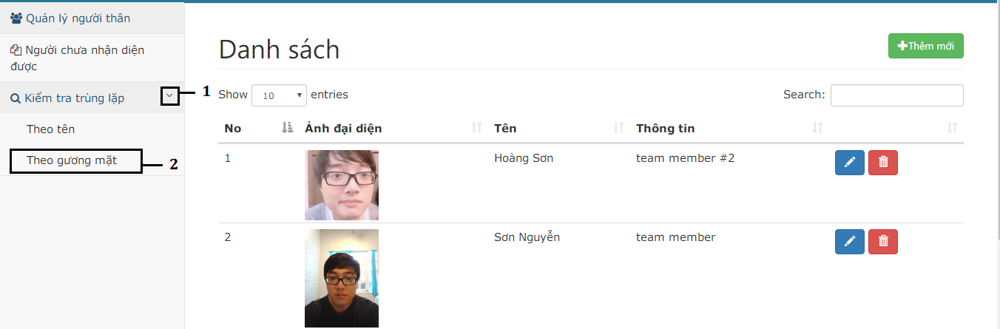 Quản lý người thân
Người chưa nhận diện
được
Kiểm tra trùng lặp
1
Theo tên
Theo gương mặt
2
Danh sách
Thêm mới
Show 10 entries
Search:
No Ảnh đại diện Tên Thông tin
1 Hoàng Sơn team member #2
2 Sơn Nguyễn team member